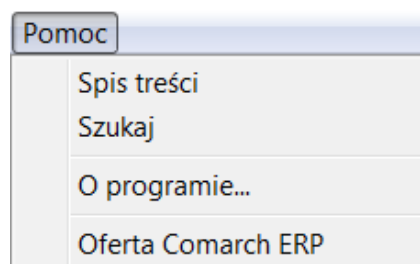 Pomoc
Spis treści
Szukaj
O programie...
Oferta Comarch ERP